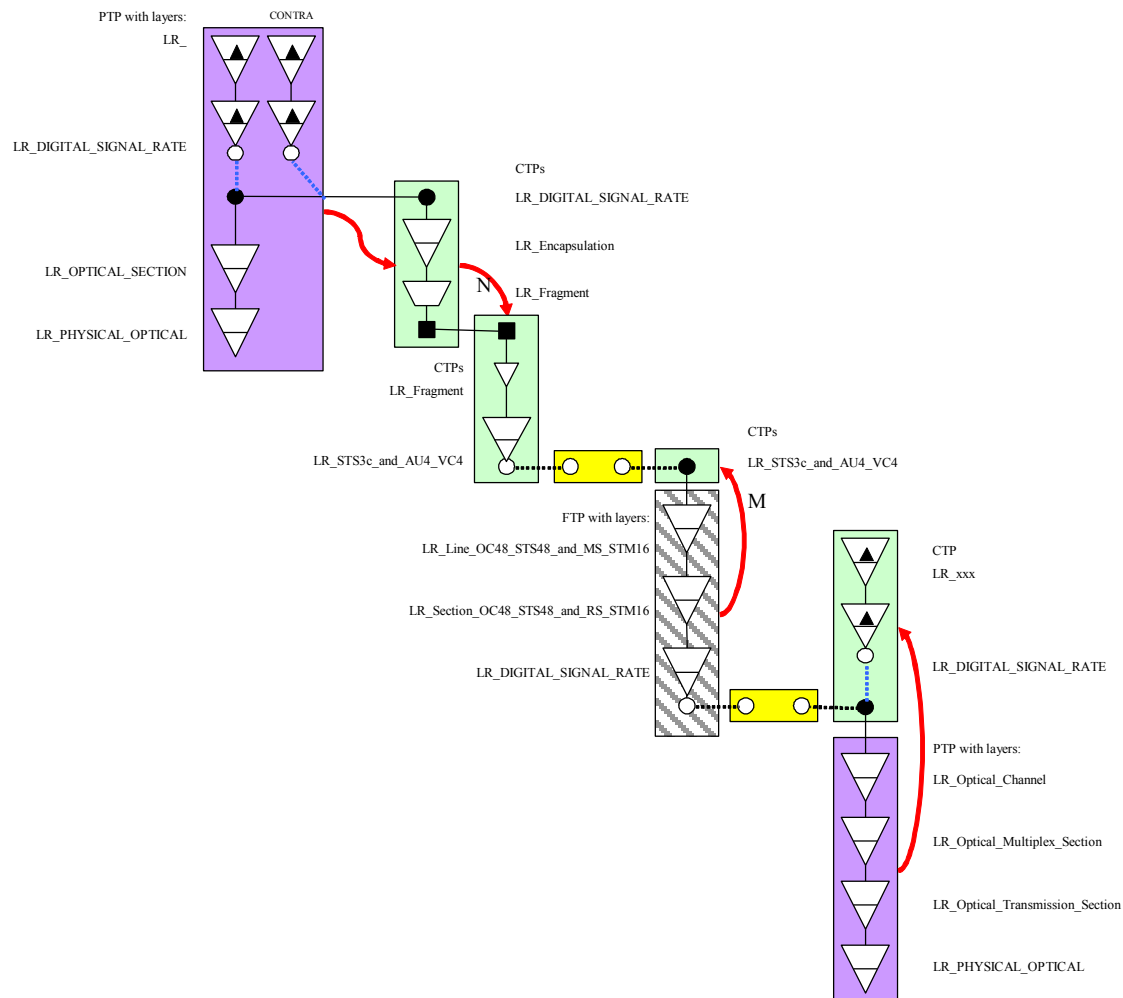 PTP with layers:
CONTRA
LR_
LR_DIGITAL_SIGNAL_RATE
CTPs
LR_DIGITAL_SIGNAL_RATE
LR_Encapsulation
LR_OPTICAL_SECTION
N
LR_Fragment
LR_PHYSICAL_OPTICAL
CTPs
LR_Fragment
CTPs
LR_STS3c_and_AU4_VC4
LR_STS3c_and_AU4_VC4
M
FTP with layers:
LR_Line_OC48_STS48_and_MS_STM16
CTP
LR_xxx
LR_Section_OC48_STS48_and_RS_STM16
LR_DIGITAL_SIGNAL_RATE
LR_DIGITAL_SIGNAL_RATE
PTP with layers:
LR_Optical_Channel
LR_Optical_Multiplex_Section
LR_Optical_Transmission_Section
LR_PHYSICAL_OPTICAL